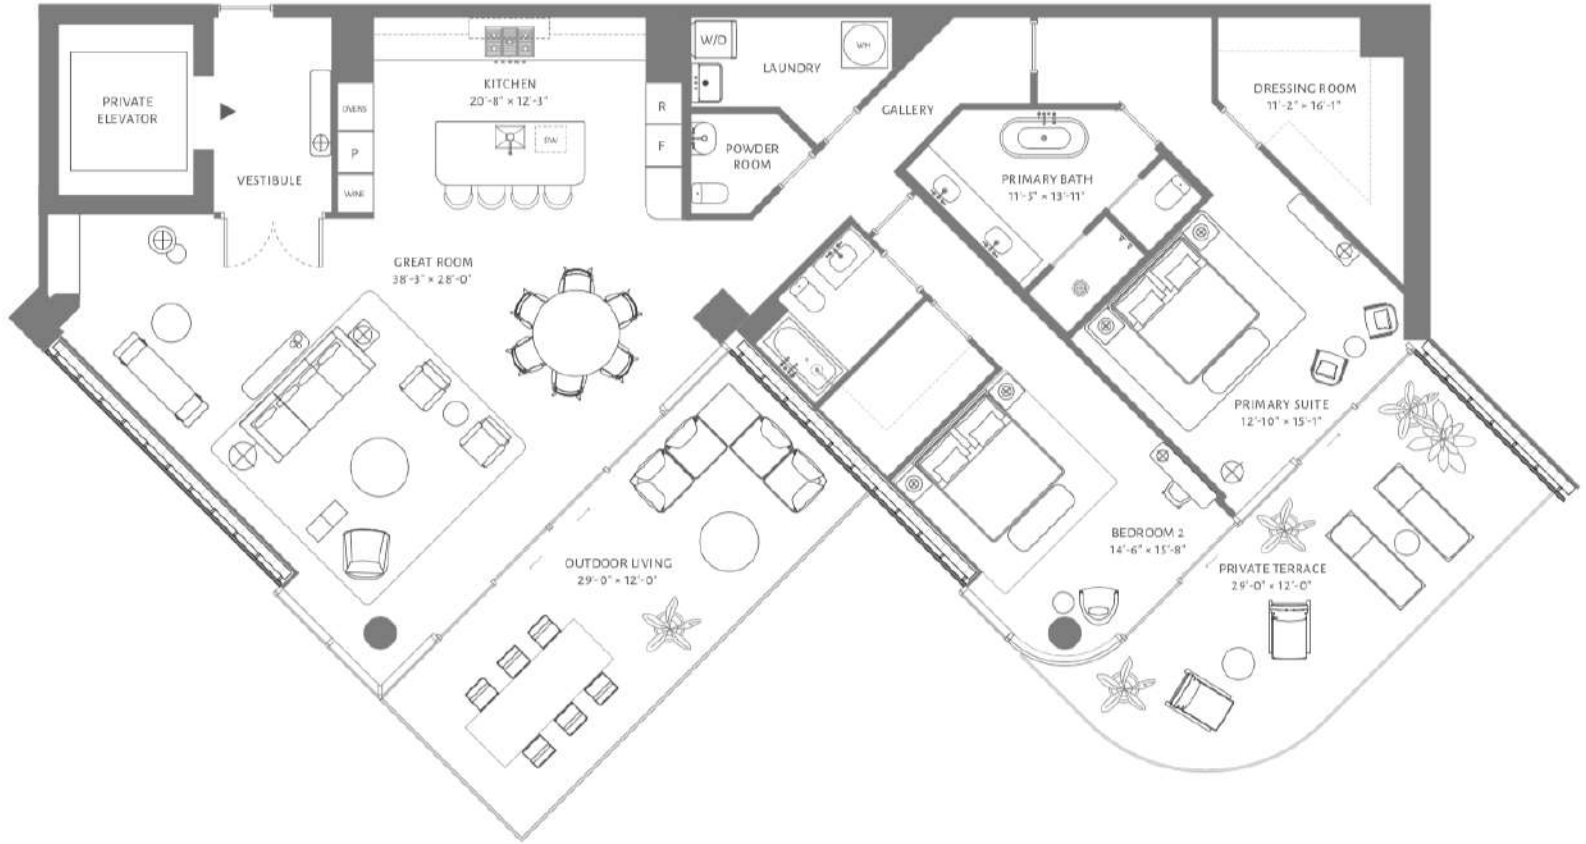 PRIVATE
ELEVATOR
VESTIBULE
OVENS
P
WINE
KITCHEN
20'-8" × 12'-3"
DW
R
F
W/D
LAUNDRY
WH
POWDER
ROOM
GALLERY
PRIMARY BATH
11'-5" × 13'-11"
DRESSING ROOM
11'-2" × 16'-1"
GREAT ROOM
38'-3" × 28'-0"
PRIMARY SUITE
12'-10" × 15'-1"
BEDROOM 2
14'-6" × 15'-8"
OUTDOOR LIVING
29'-0" × 12'-0"
PRIVATE TERRACE
29'-0" × 12'-0"